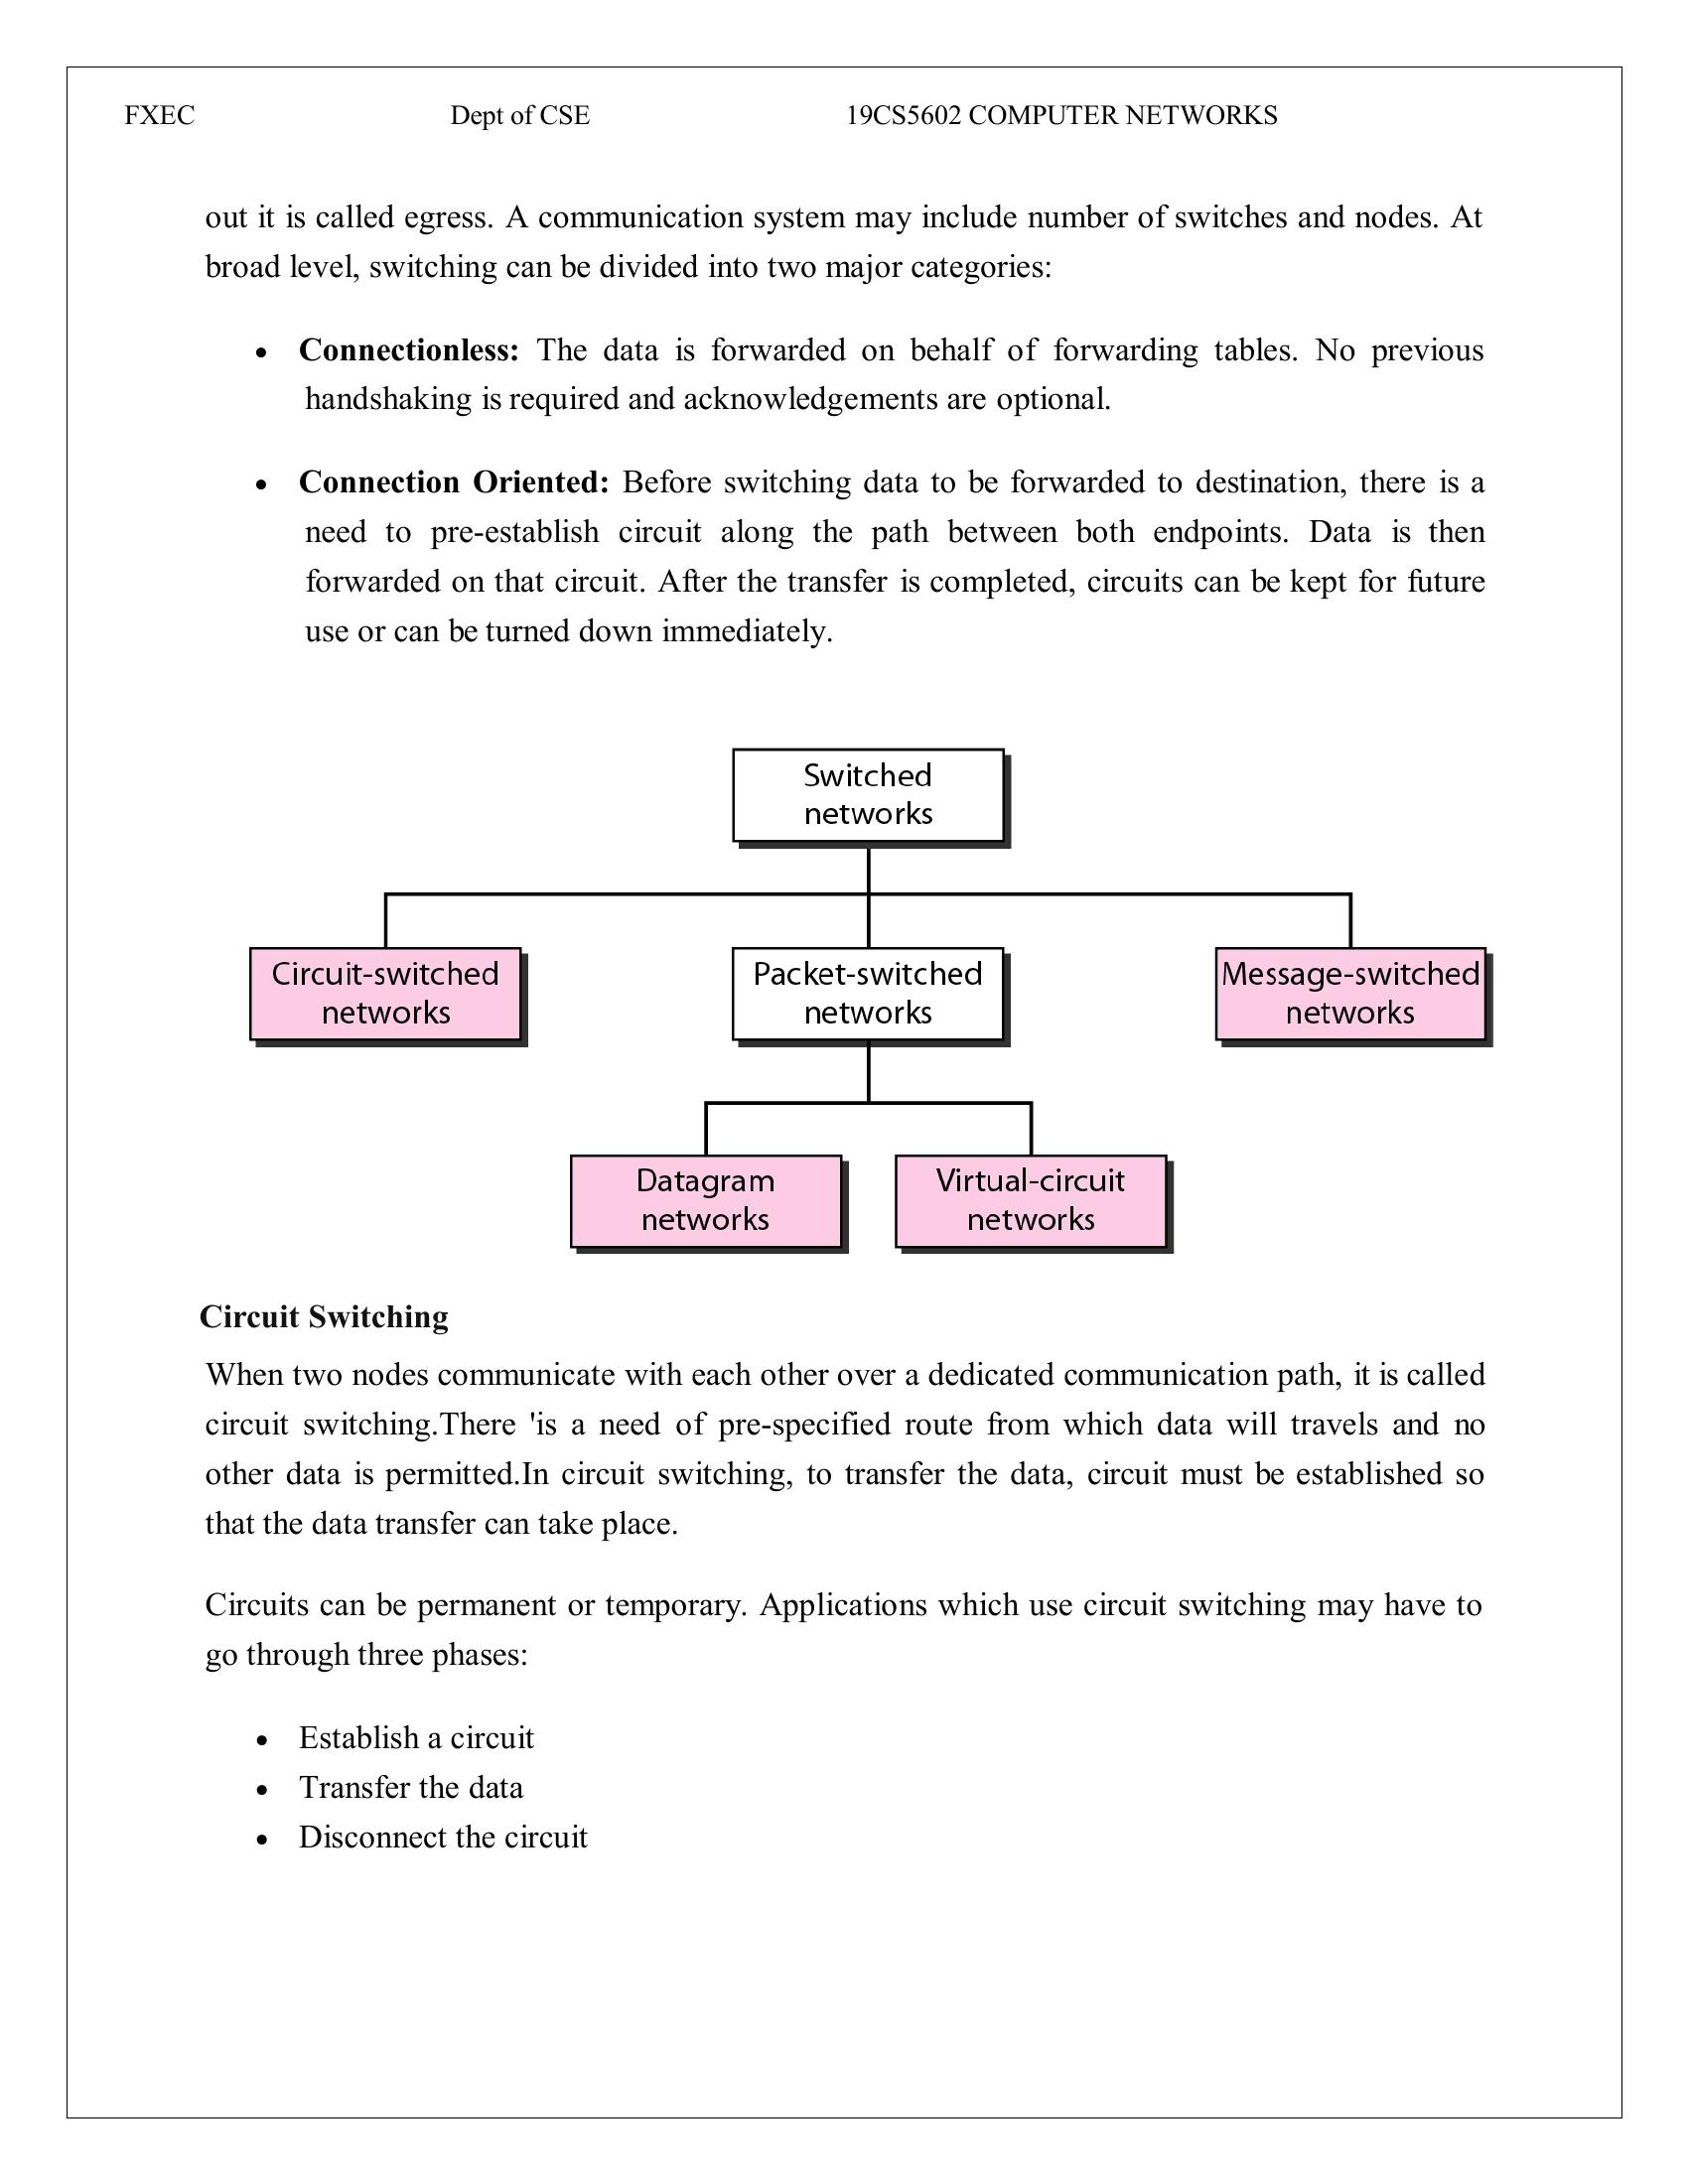 FXEC Dept of CSE 19CS5602 COMPUTER NETWORKS
out it is called egress. A communication system may include number of switches and nodes. At
broad level, switching can be divided into two major categories:
• Connectionless: The data is forwarded on behalf of forwarding tables. No previous
handshaking is required and acknowledgements are optional.
• Connection Oriented: Before switching data to be forwarded to destination, there is a
need to pre-establish circuit along the path between both endpoints. Data is then
forwarded on that circuit. After the transfer is completed, circuits can be kept for future
use or can be turned down immediately.
Switched
networks
Circuit-switched
networks
Packet-switched
networks
Message-switched
networks
Datagram
networks
Virtual-circuit
networks
Circuit Switching
When two nodes communicate with each other over a dedicated communication path, it is called
circuit switching.There 'is a need of pre-specified route from which data will travels and no
other data is permitted.In circuit switching, to transfer the data, circuit must be established so
that the data transfer can take place.
Circuits can be permanent or temporary. Applications which use circuit switching may have to
go through three phases:
• Establish a circuit
• Transfer the data
• Disconnect the circuit